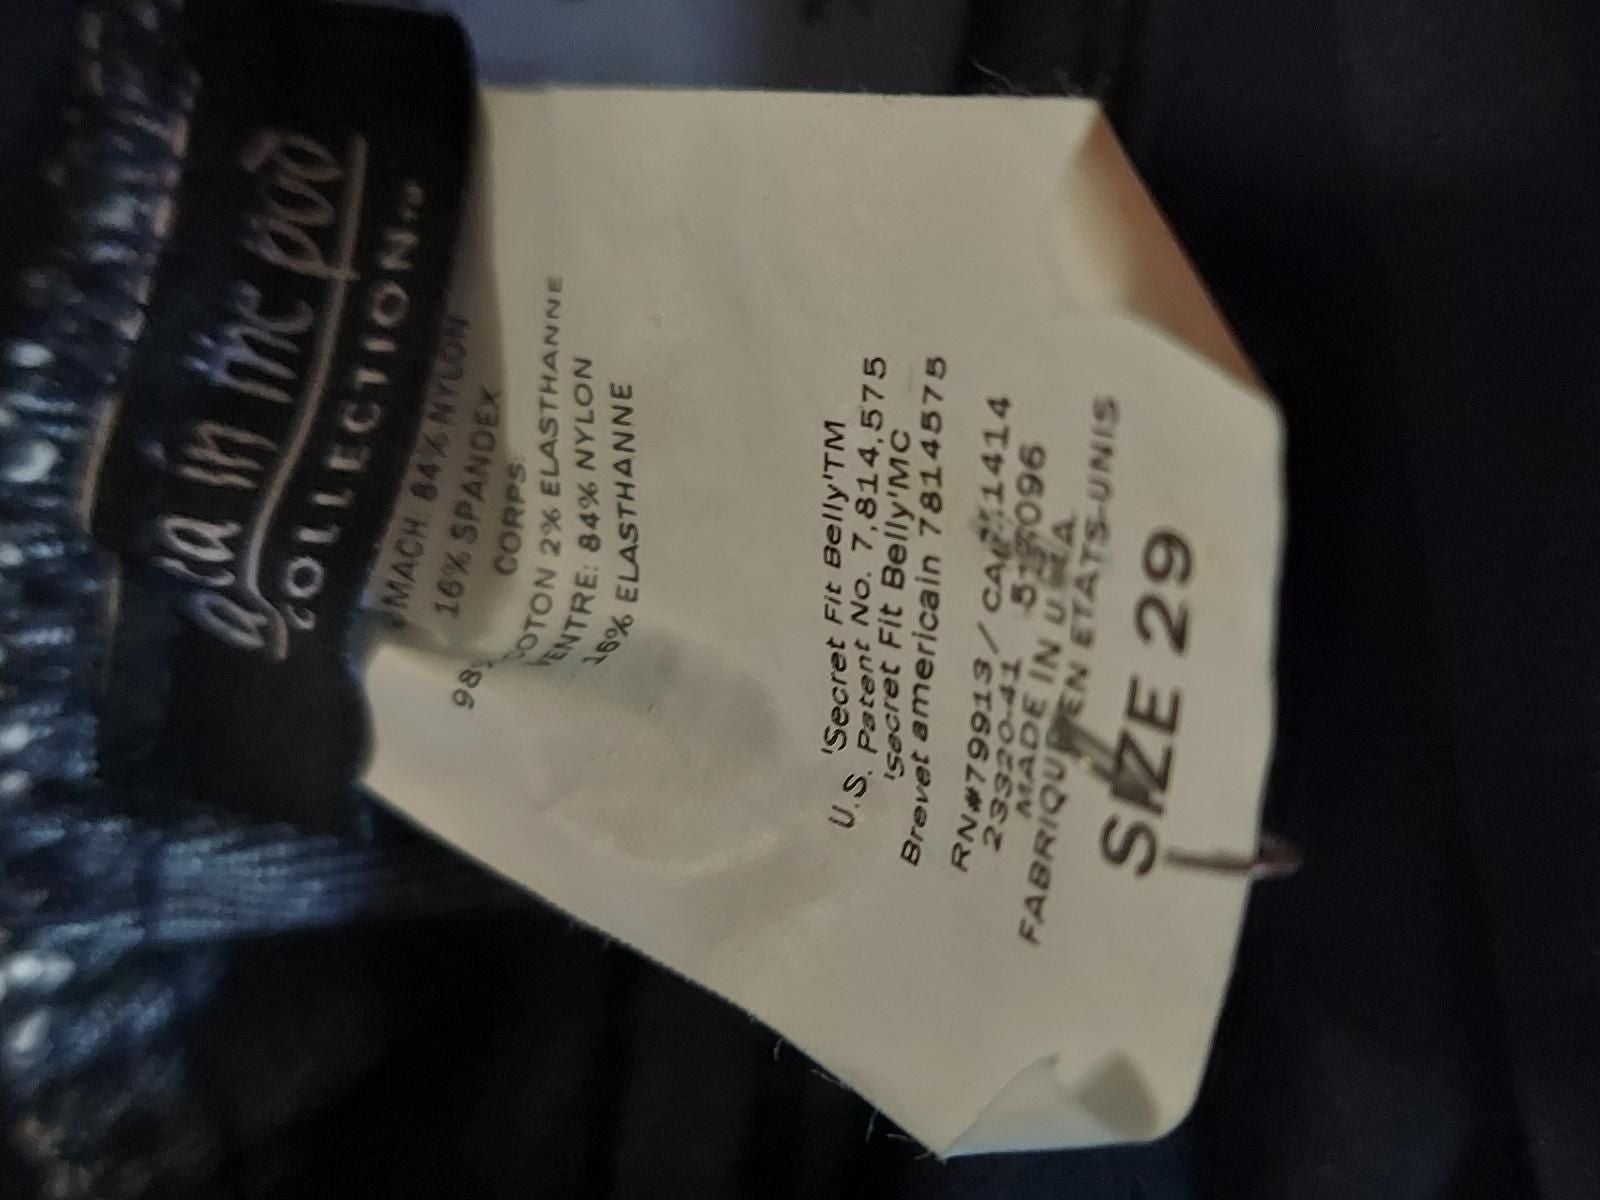 a pea in the pod
COLLECTION
MACH 84% NYLON
16% SPANDEX
CORPS:
98%
COTON 2% ELASTHANNE
VENTRE: 84% NYLON
16% ELASTHANNE
'Secret Fit Belly'TM
U.S. Patent No. 7,814,575
'Secret Fit Belly'MC
Brevet americain 7814575
RN#79913 / CA#
23320-41
MADE IN U.S.A.
FABRIQUE EN ETATS-UNIS
SIZE 29